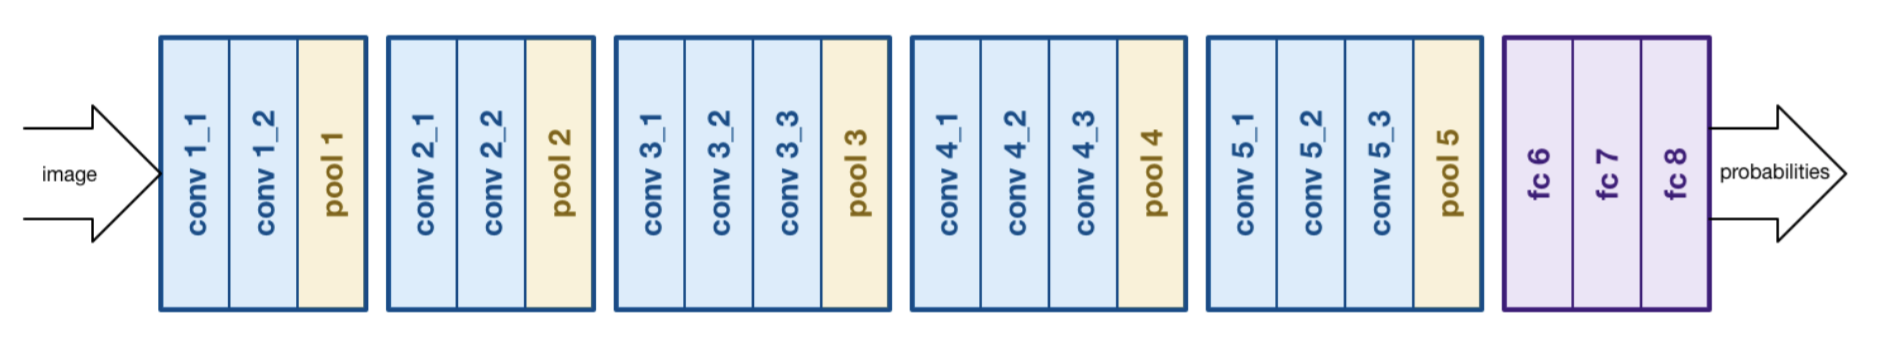 image
conv 1_1
conv 1_2
pool 1
conv 2_1
conv 2_2
pool 2
conv 3_1
conv 3_2
conv 3_3
pool 3
conv 4_1
conv 4_2
conv 4_3
pool 4
conv 5_1
conv 5_2
conv 5_3
pool 5
fc 6
fc 7
fc 8
probabilities